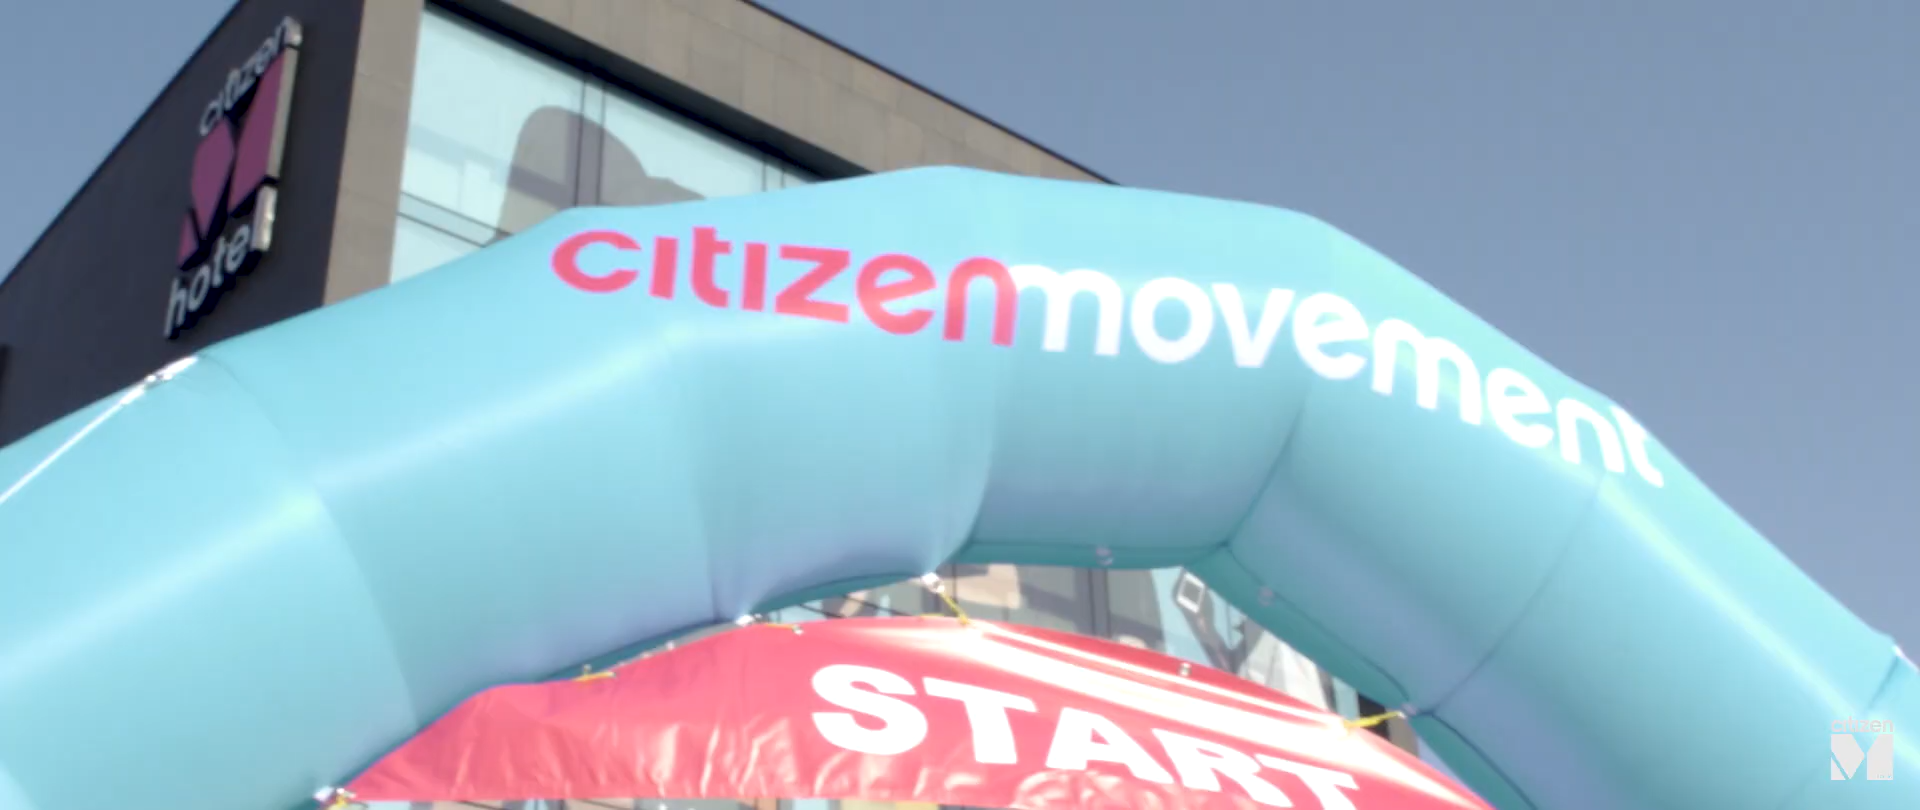 citizen
M
hotel
citizenmovement
START
citizen
M